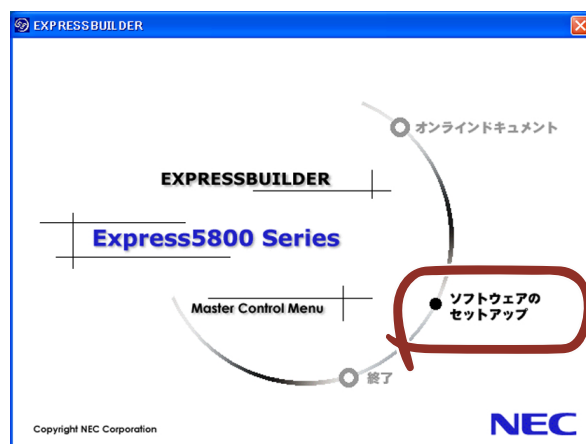 EXPRESSBUILDER
オンラインドキュメント
EXPRESSBUILDER
Express5800 Series
ソフトウェアの
セットアップ
Master Control Menu
終了
Copyright NEC Corporation
NEC